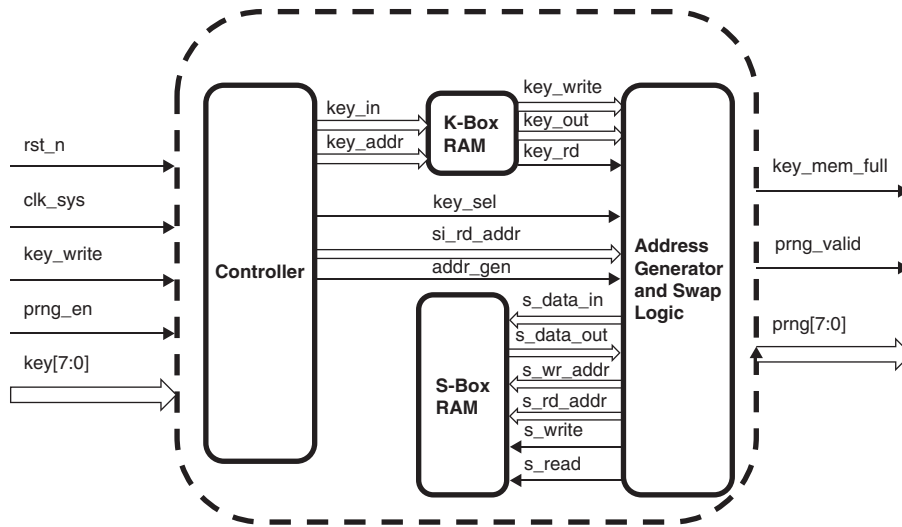 rst_n
clk_sys
key_write
prng_en
key[7:0]
Controller
key_in
key_addr
K-Box
RAM
key_write
key_out
key_rd
key_sel
si_rd_addr
addr_gen
S-Box
RAM
s_data_in
s_data_out
s_wr_addr
s_rd_addr
s_write
s_read
Address
Generator
and Swap
Logic
key_mem_full
prng_valid
prng[7:0]